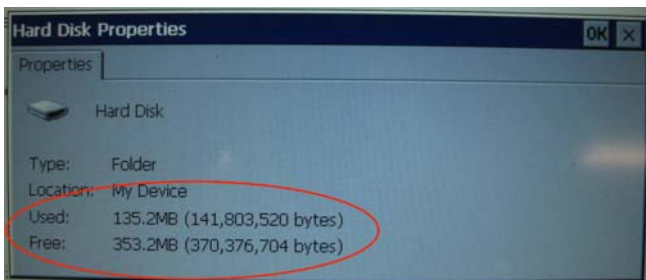 Hard Disk Properties OK ×
Properties
Hard Disk
Type: Folder
Location: My Device
Used: 135.2MB (141,803,520 bytes)
Free: 353.2MB (370,376,704 bytes)